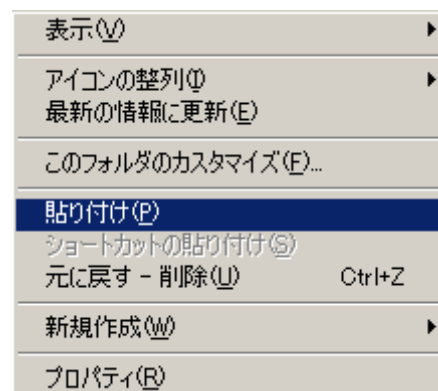 表示(V)
アイコンの整列(I)
最新の情報に更新(E)
このフォルダのカスタマイズ(F)...
貼り付け(P)
ショートカットの貼り付け(S)
元に戻す - 削除(U) Ctrl+Z
新規作成(W)
プロパティ(R)